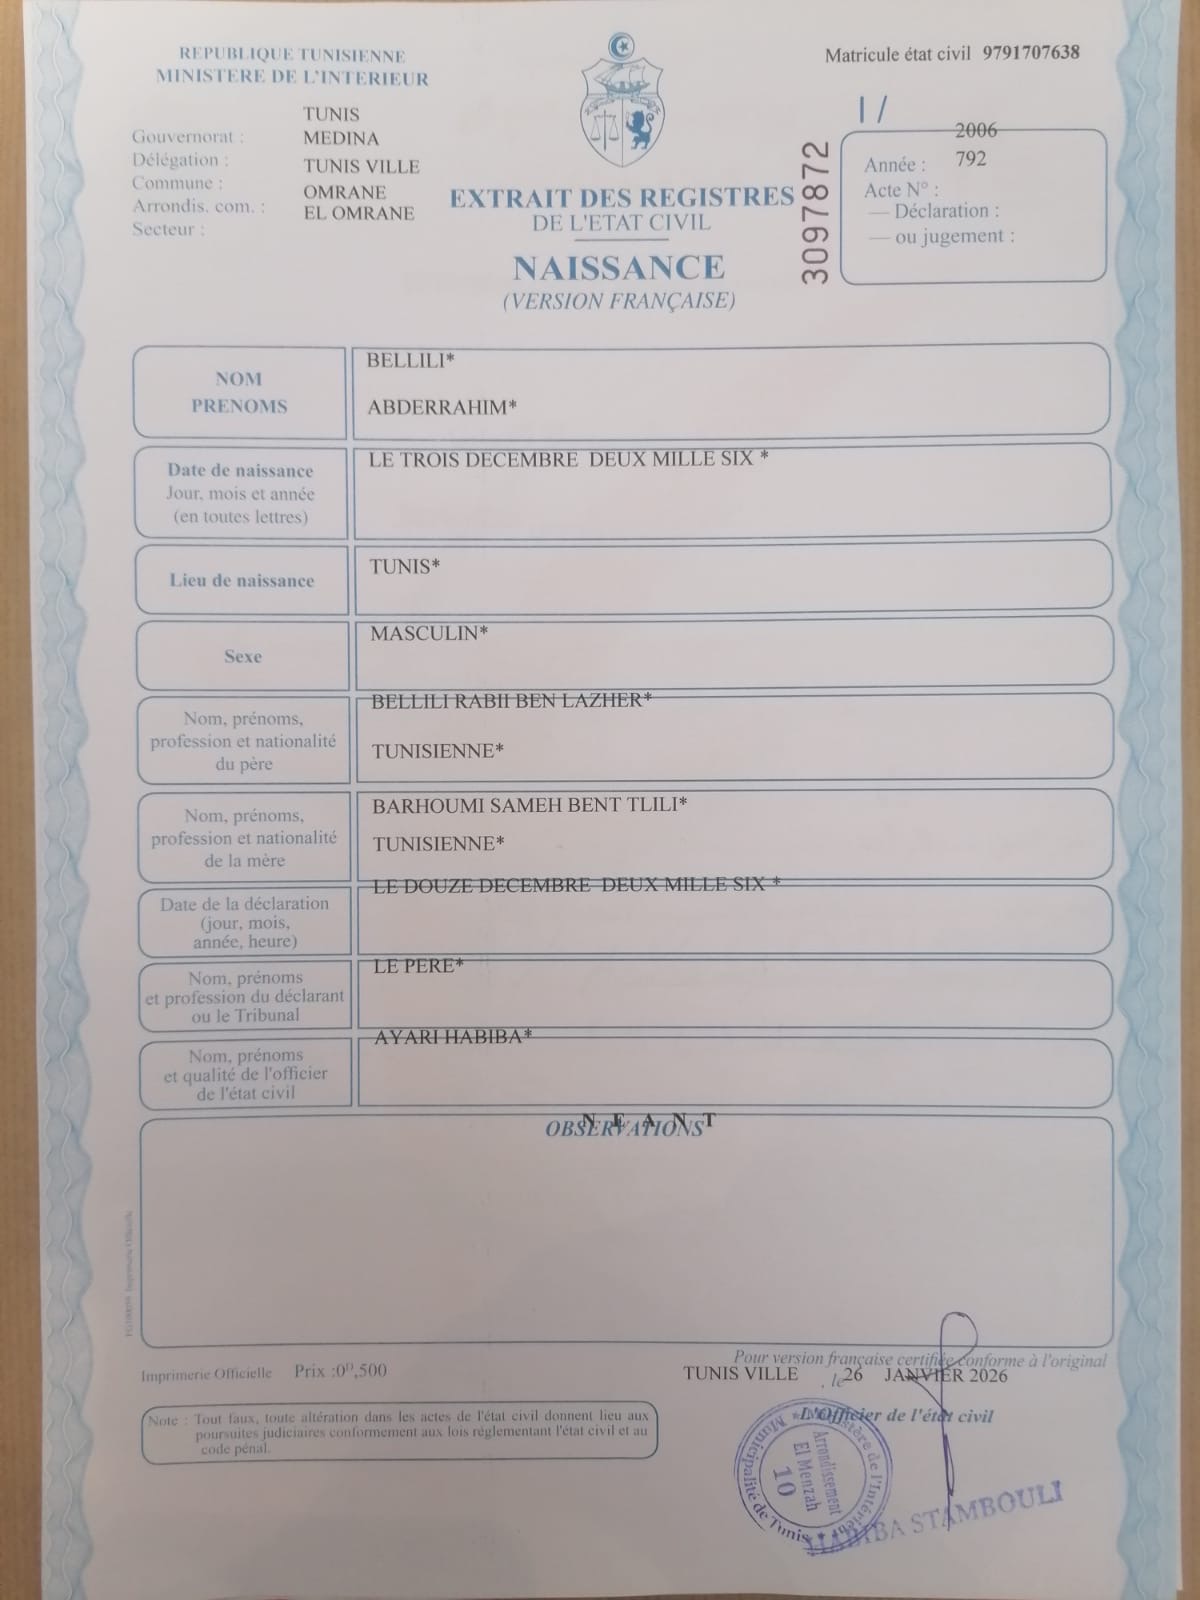 REPUBLIQUE TUNISIENNE
MINISTERE DE L'INTERIEUR
Matricule état civil 9791707638
TUNIS
Gouvernorat : MEDINA
Délégation : TUNIS VILLE
Commune : OMRANE
Arrondis. com. : EL OMRANE
Secteur :
I /
2006
Année : 792
Acte N° :
— Déclaration :
— ou jugement :
3097872
EXTRAIT DES REGISTRES
DE L'ETAT CIVIL
NAISSANCE
(VERSION FRANÇAISE)
NOM
PRENOMS
BELLILI*
ABDERRAHIM*
Date de naissance
Jour, mois et année
(en toutes lettres)
LE TROIS DECEMBRE DEUX MILLE SIX *
Lieu de naissance
TUNIS*
Sexe
MASCULIN*
Nom, prénoms,
profession et nationalité
du père
BELLILI RABII BEN LAZHER*
TUNISIENNE*
Nom, prénoms,
profession et nationalité
de la mère
BARHOUMI SAMEH BENT TLILI*
TUNISIENNE*
Date de la déclaration
(jour, mois,
année, heure)
LE DOUZE DECEMBRE DEUX MILLE SIX *
Nom, prénoms
et profession du déclarant
ou le Tribunal
LE PERE*
Nom, prénoms
et qualité de l'officier
de l'état civil
AYARI HABIBA*
N E A N T
OBSERVATIONS
Imprimerie Officielle Prix :0ᴰ,500
Pour version française certifiée conforme à l'original
TUNIS VILLE , le 26 JANVIER 2026
L'Officier de l'état civil
Note : Tout faux, toute altération dans les actes de l'état civil donnent lieu aux
poursuites judiciaires conformement aux lois réglementant l'état civil et au
code pénal.
Ministère de l'Intérieur
Municipalité de Tunis
Arrondissement
El Menzah
10
HABIBA STAMBOULI